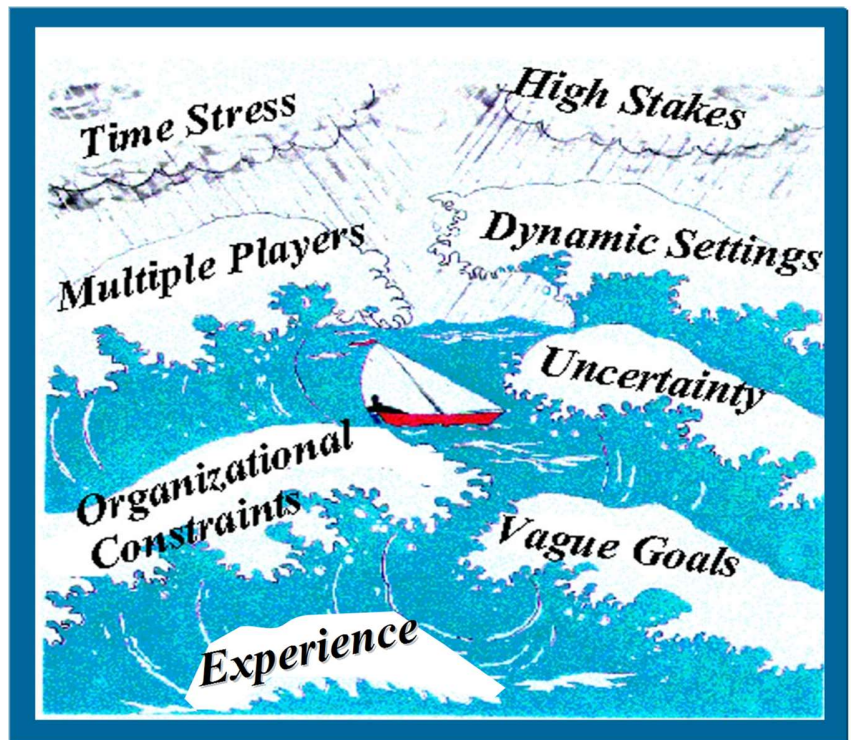 Time Stress
High Stakes
Multiple Players
Dynamic Settings
Uncertainty
Organizational
Constraints
Vague Goals
Experience